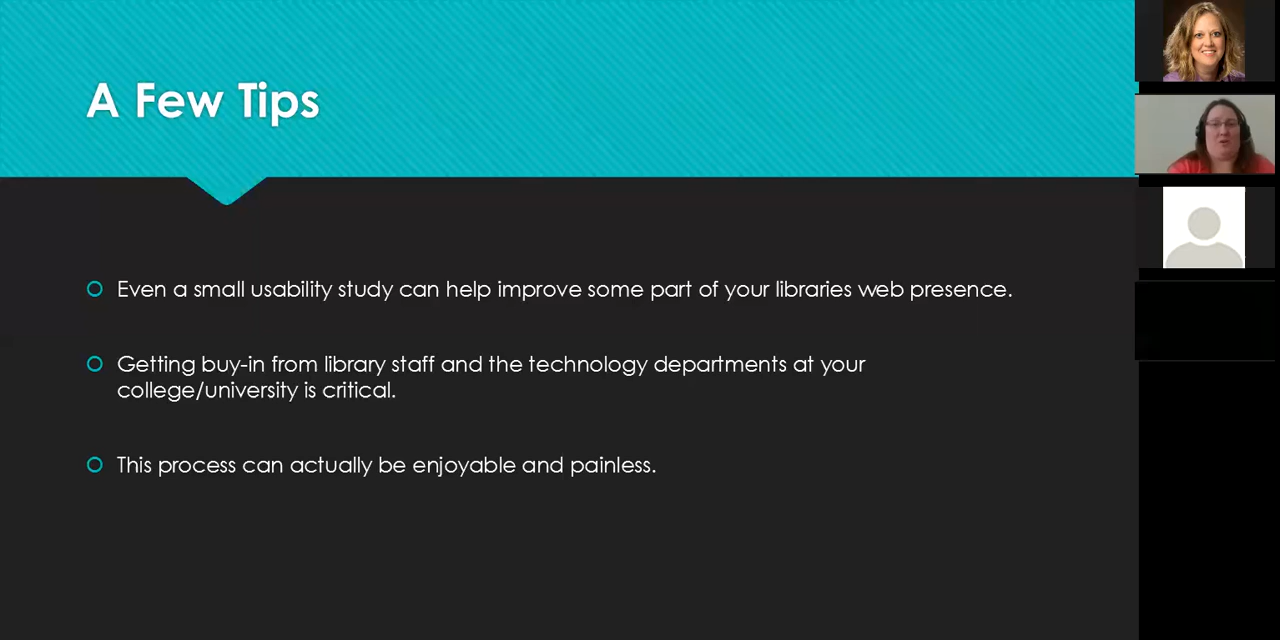 A Few Tips
Even a small usability study can help improve some part of your libraries web presence.
Getting buy-in from library staff and the technology departments at your
college/university is critical.
This process can actually be enjoyable and painless.